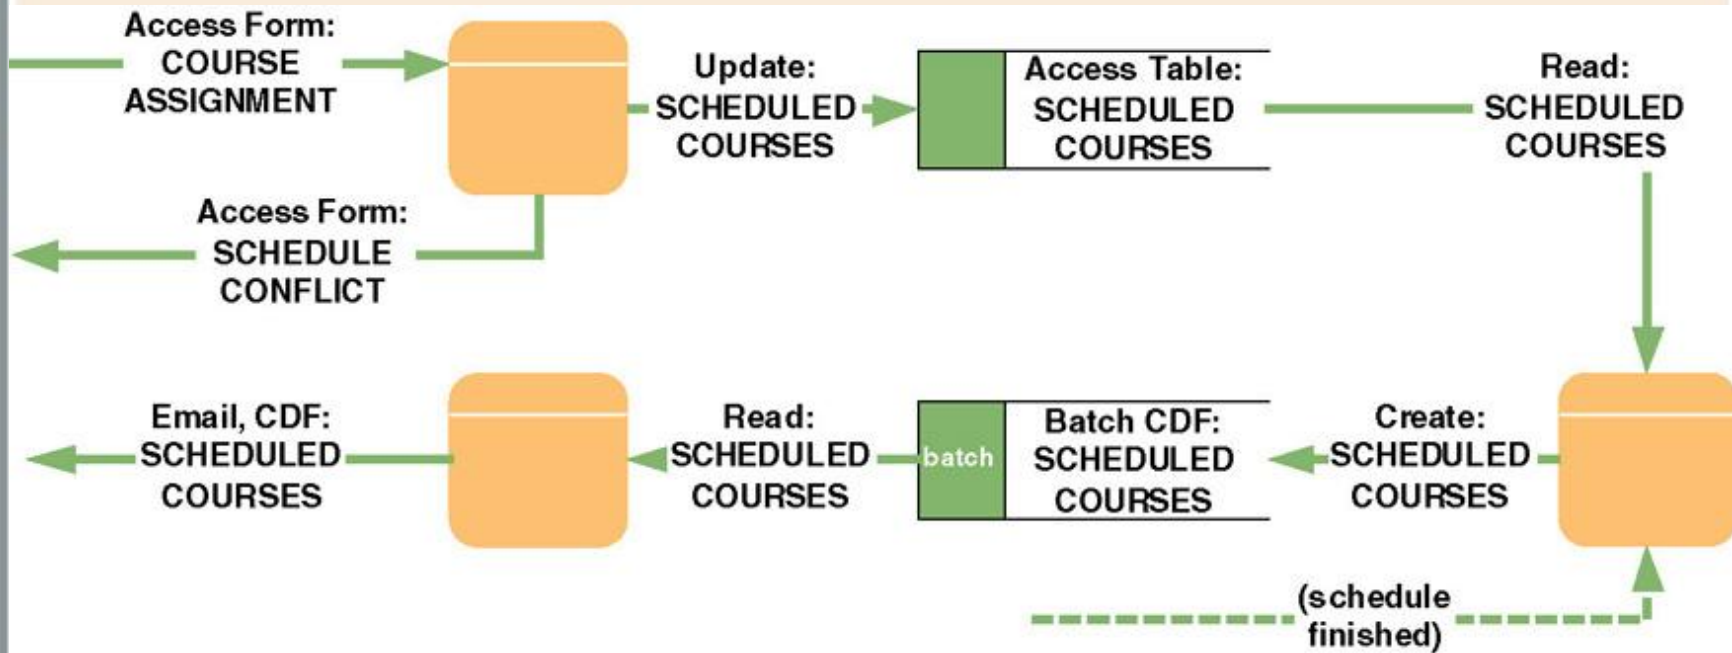 Access Form:
COURSE
ASSIGNMENT
Update:
SCHEDULED
COURSES
Access Table:
SCHEDULED
COURSES
Read:
SCHEDULED
COURSES
Access Form:
SCHEDULE
CONFLICT
Email, CDF:
SCHEDULED
COURSES
Read:
SCHEDULED
COURSES
batch
Batch CDF:
SCHEDULED
COURSES
Create:
SCHEDULED
COURSES
(schedule
finished)